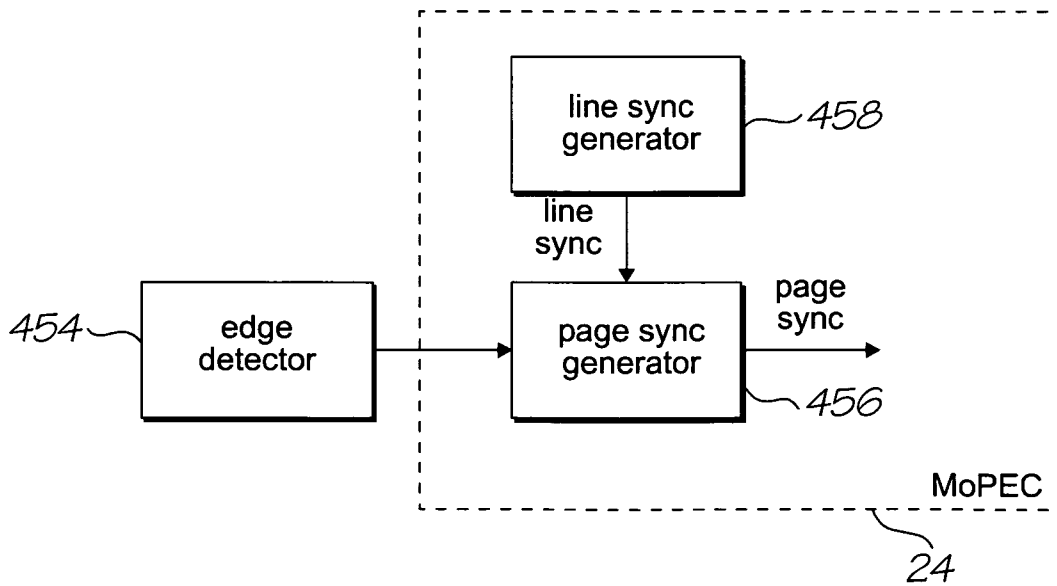 line sync
generator
458
line
sync
454
edge
detector
page sync
generator
page
sync
456
MoPEC
24